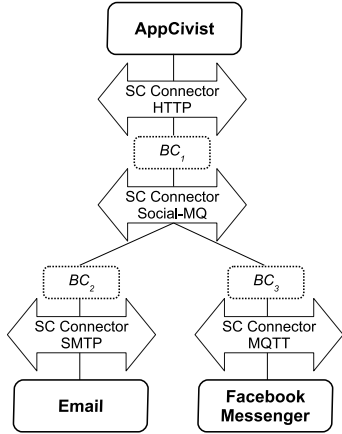 AppCivist
SC Connector
HTTP
BC1
SC Connector
Social-MQ
BC2
BC3
SC Connector
SMTP
SC Connector
MQTT
Email
Facebook
Messenger